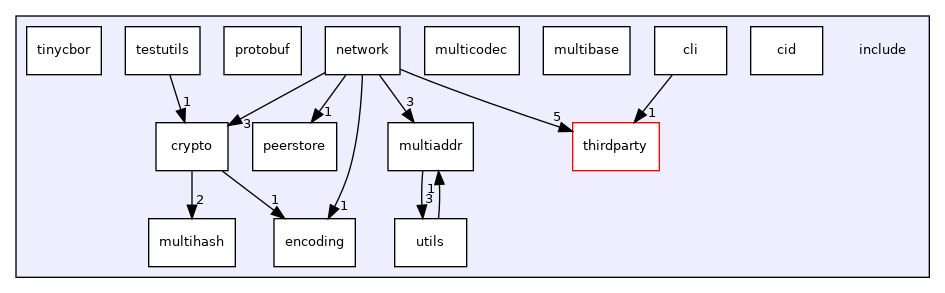 tinycbor testutils protobuf network multicodec multibase cli cid include
1 3 1 3 5 1
crypto peerstore multiaddr thirdparty
2 1 1 1 3
multihash encoding utils